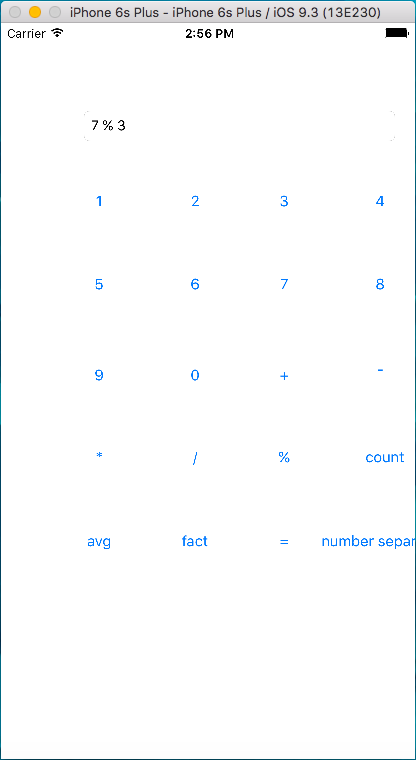 iPhone 6s Plus - iPhone 6s Plus / iOS 9.3 (13E230)
Carrier 2:56 PM
7 % 3
1 2 3 4
5 6 7 8
9 0 + -
* / % count
avg fact = number separ